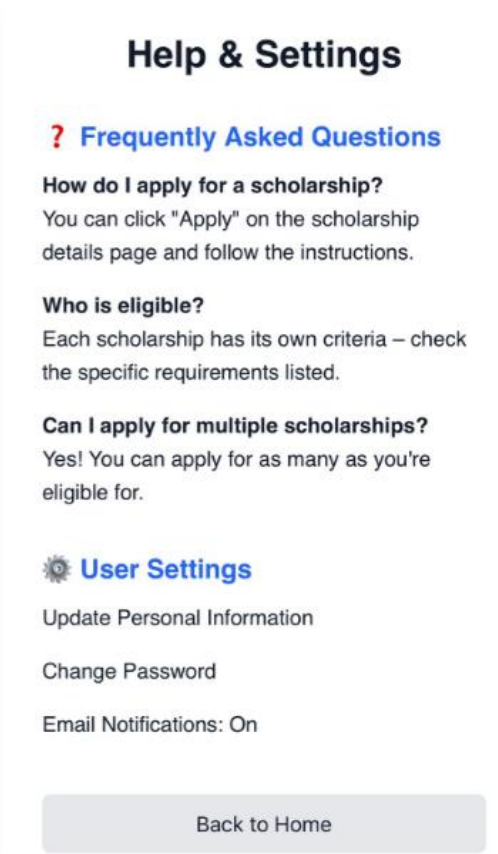 Help & Settings
❓ Frequently Asked Questions
How do I apply for a scholarship?
You can click "Apply" on the scholarship
details page and follow the instructions.
Who is eligible?
Each scholarship has its own criteria – check
the specific requirements listed.
Can I apply for multiple scholarships?
Yes! You can apply for as many as you're
eligible for.
⚙️ User Settings
Update Personal Information
Change Password
Email Notifications: On
Back to Home